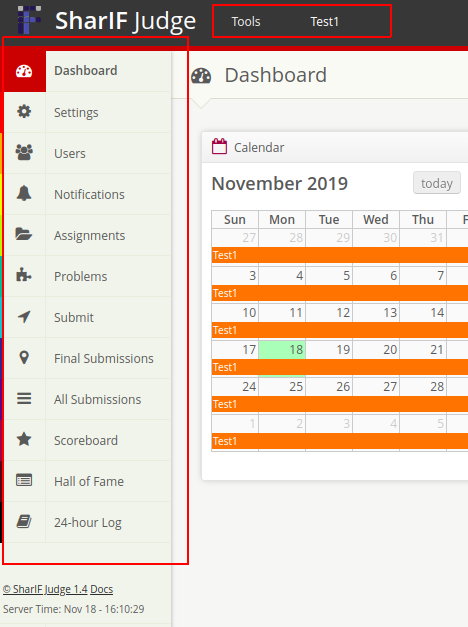 SharIF Judge
Tools Test1
Dashboard
Settings
Users
Notifications
Assignments
Problems
Submit
Final Submissions
All Submissions
Scoreboard
Hall of Fame
24-hour Log
© SharIF Judge 1.4 Docs
Server Time: Nov 18 - 16:10:29
Dashboard
Calendar
November 2019
today
Sun Mon Tue Wed Thu F
27 28 29 30 31
Test1
3 4 5 6 7
Test1
10 11 12 13 14
Test1
17 18 19 20 21
Test1
24 25 26 27 28
Test1
1 2 3 4 5
Test1